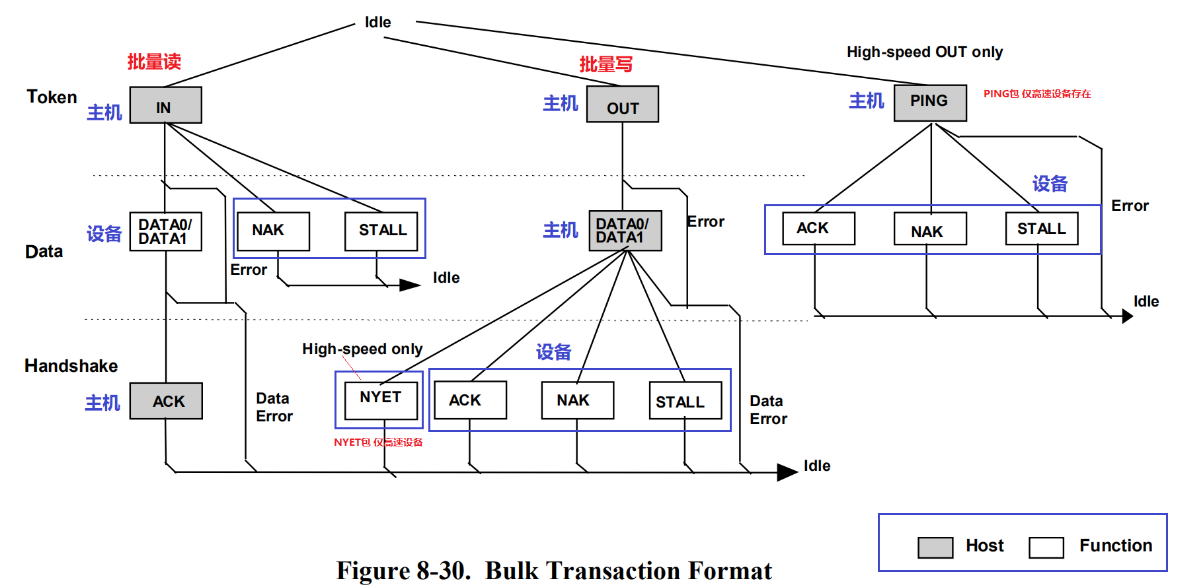 Idle
批量读
批量写
High-speed OUT only
Token
主机
IN
主机
OUT
主机
PING
PING包 仅高速设备存在
设备
Data
设备
DATA0/
DATA1
NAK
STALL
Error
Idle
主机
DATA0/
DATA1
Error
ACK
NAK
STALL
Error
Idle
Handshake
High-speed only
设备
主机
ACK
Data
Error
NYET
NYET包 仅高速设备
ACK
NAK
STALL
Data
Error
Idle
Host
Function
Figure 8-30. Bulk Transaction Format